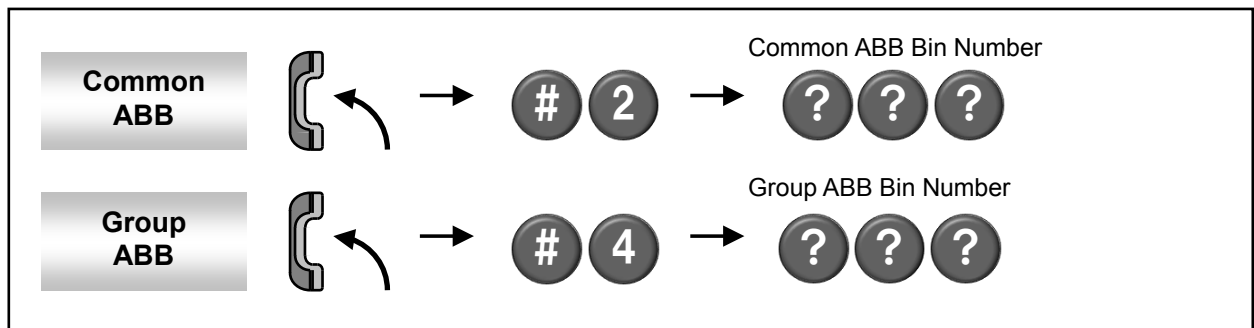 Common ABB Bin Number
Common
ABB
# 2 ? ? ?
Group ABB Bin Number
Group
ABB
# 4 ? ? ?